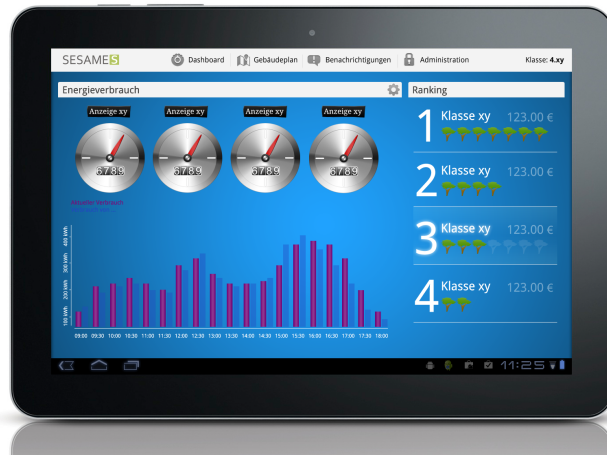 SESAME S Dashboard Gebäudeplan Benachrichtigungen Administration Klasse: 4.xy
Energieverbrauch
Ranking
Anzeige xy Anzeige xy Anzeige xy Anzeige xy
6789 6789 6789 6789
Aktueller Verbrauch
400 kWh
300 kWh
200 kWh
100 kWh
09:00 09:30 10:00 10:30 11:00 11:30 12:00 12:30 13:00 13:30 14:00 14:30 15:00 15:30 16:00 16:30 17:00 17:30 18:00
1 Klasse xy 123.00 €
2 Klasse xy 123.00 €
3 Klasse xy 123.00 €
4 Klasse xy 123.00 €
11:25